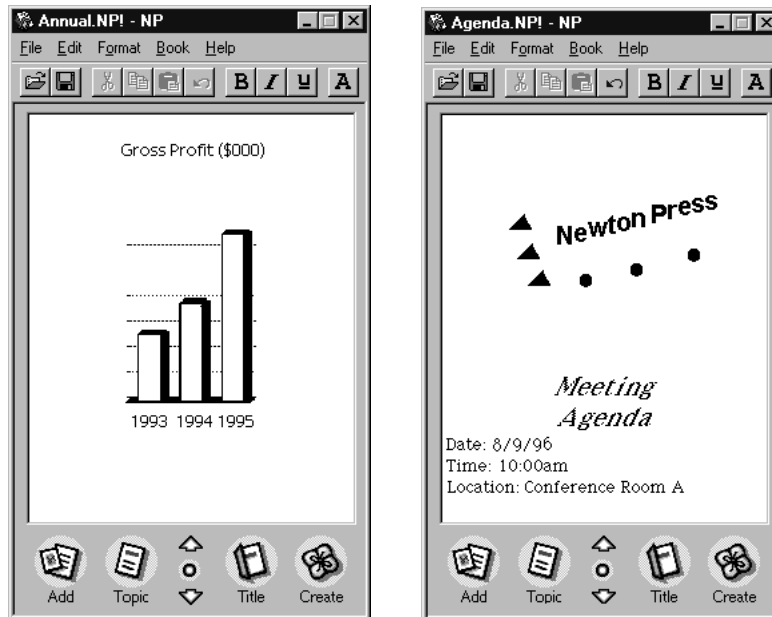 Annual.NP! - NP
File Edit Format Book Help
B I U A
Gross Profit ($000)
1993 1994 1995
Add Topic Title Create
Agenda.NP! - NP
File Edit Format Book Help
B I U A
Newton Press
Meeting
Agenda
Date: 8/9/96
Time: 10:00am
Location: Conference Room A
Add Topic Title Create